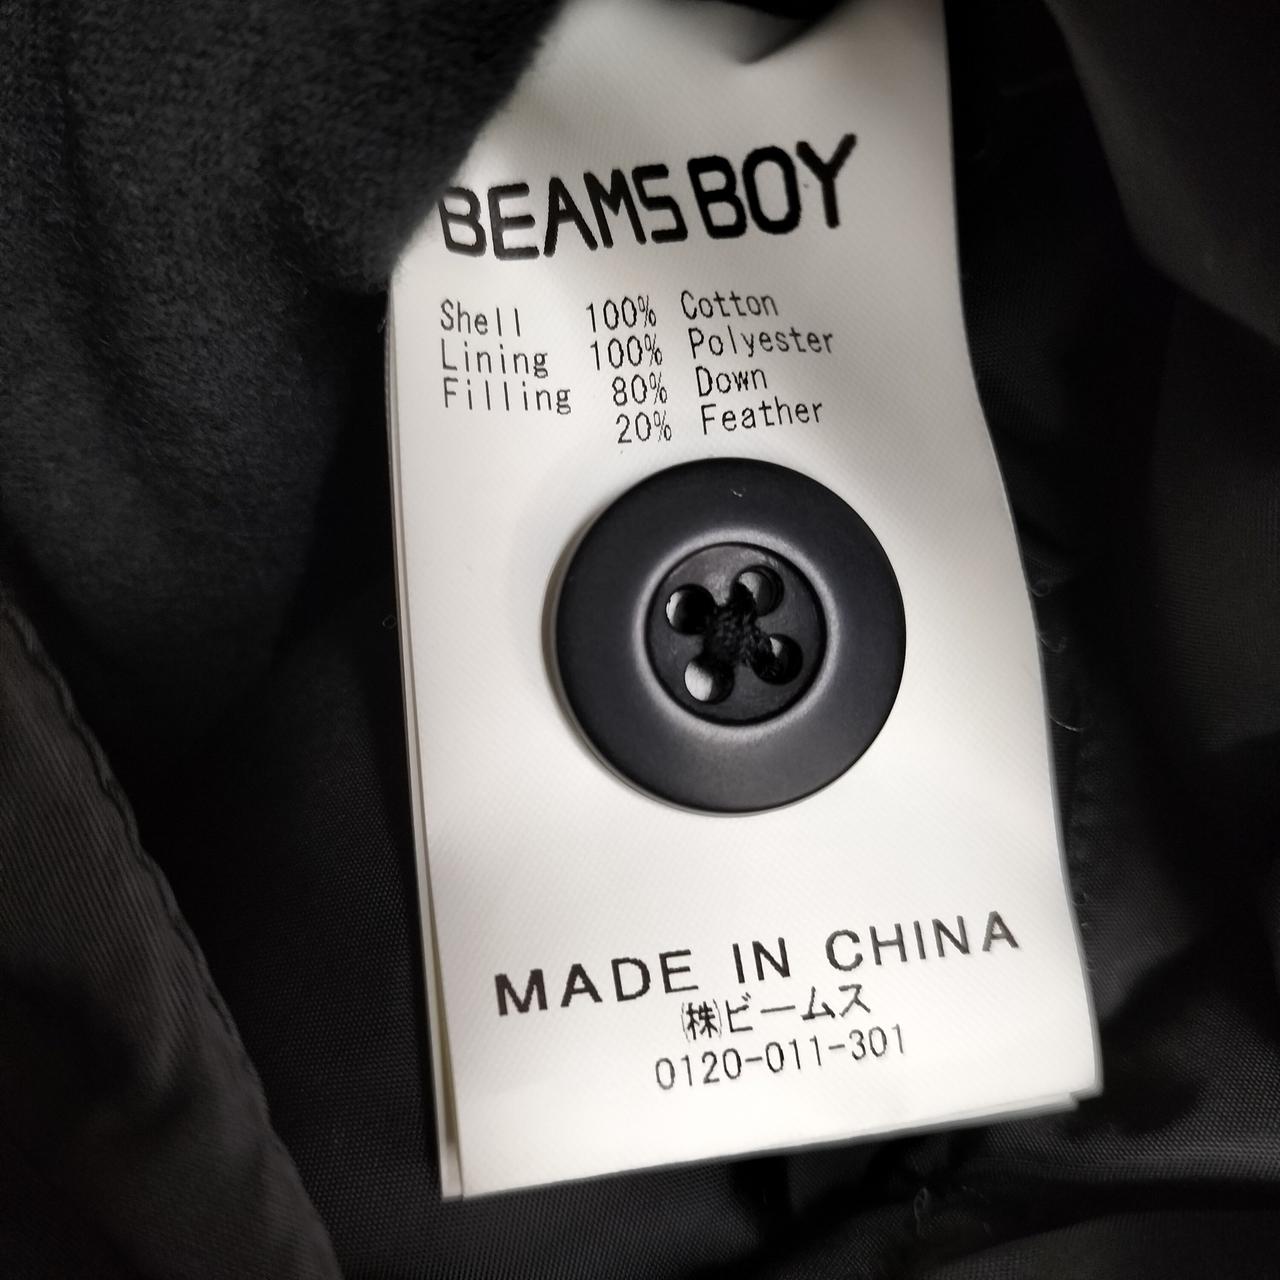 BEAMS BOY
Shell 100% Cotton
Lining 100% Polyester
Filling 80% Down
20% Feather
MADE IN CHINA
㈱ビームス
0120-011-301